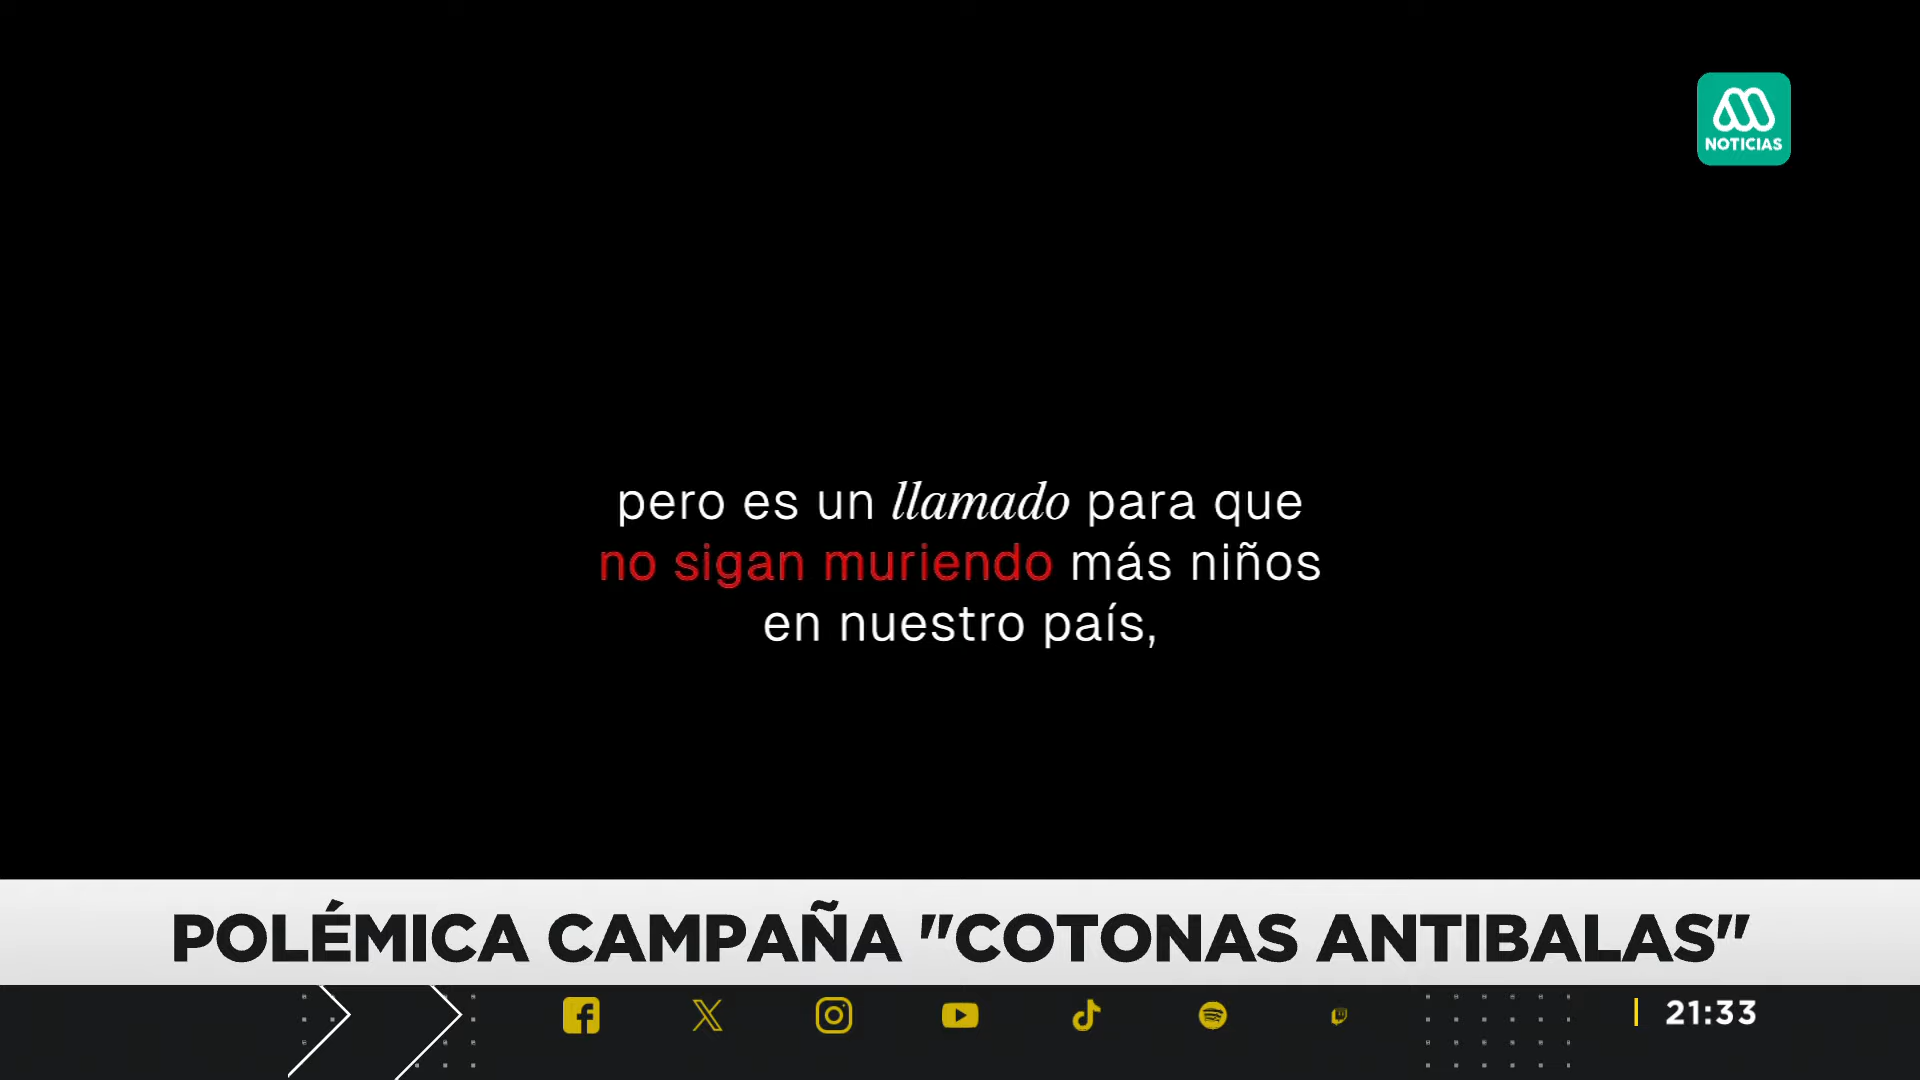 NOTICIAS
pero es un llamado para que
no sigan muriendo más niños
en nuestro país,
POLÉMICA CAMPAÑA "COTONAS ANTIBALAS"
21:33